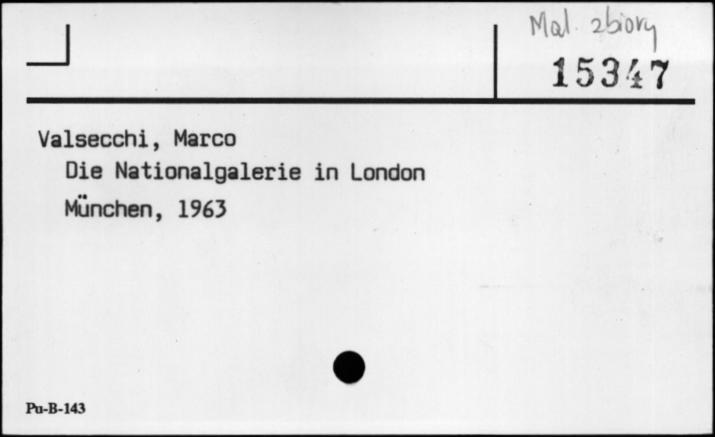 Mal. zbiory
15347
Valsecchi, Marco
Die Nationalgalerie in London
München, 1963
Pu-B-143